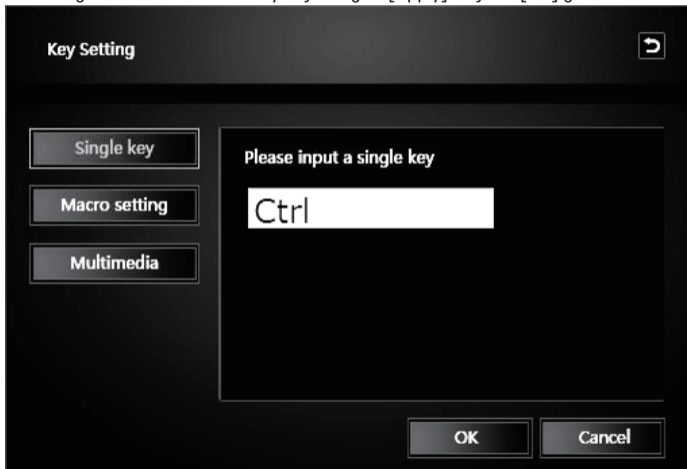 Key Setting
Single key
Please input a single key
Macro setting
Ctrl
Multimedia
OK Cancel